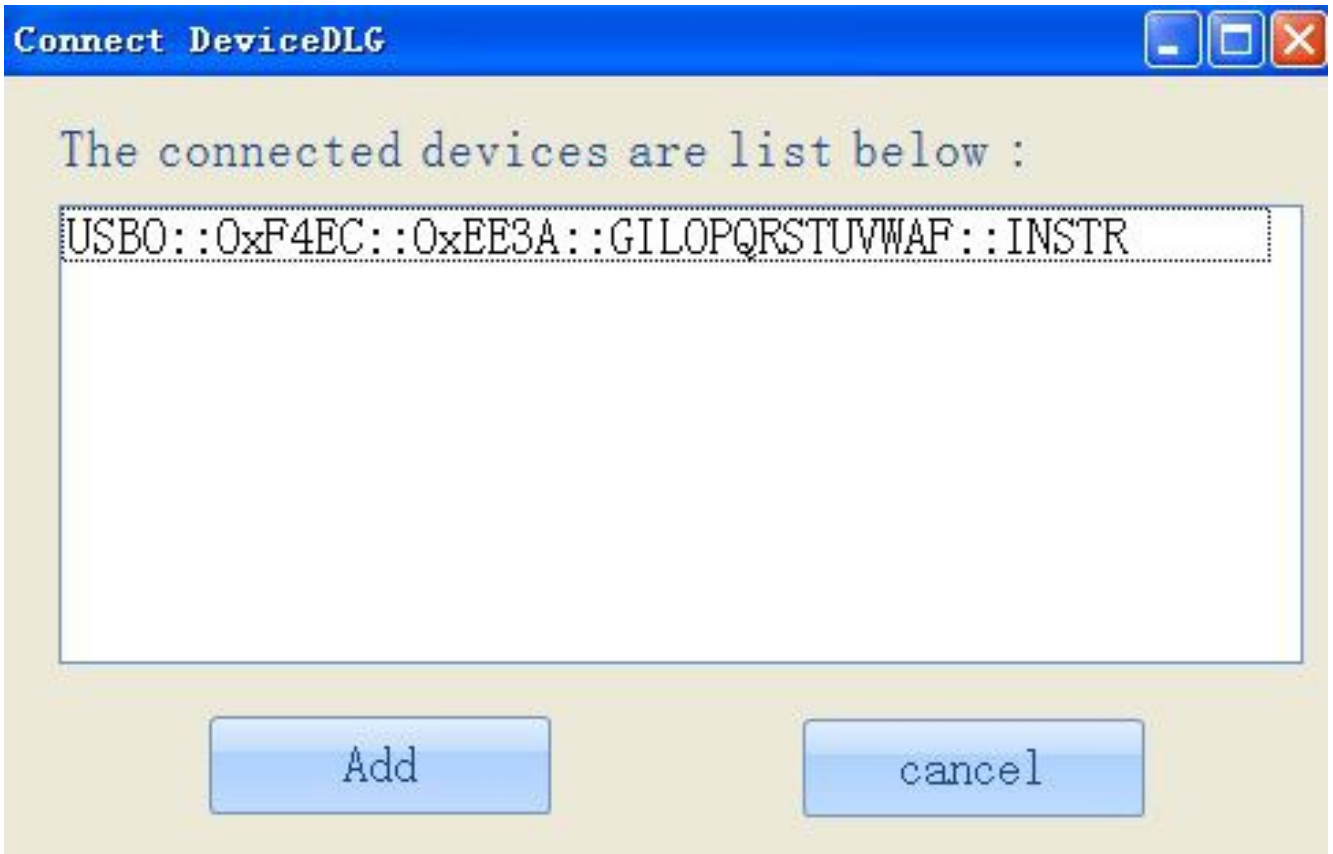 Connect DeviceDLG
The connected devices are list below :
USB0::0xF4EC::0xEE3A::GILOPQRSTUVWAF::INSTR
Add
cancel